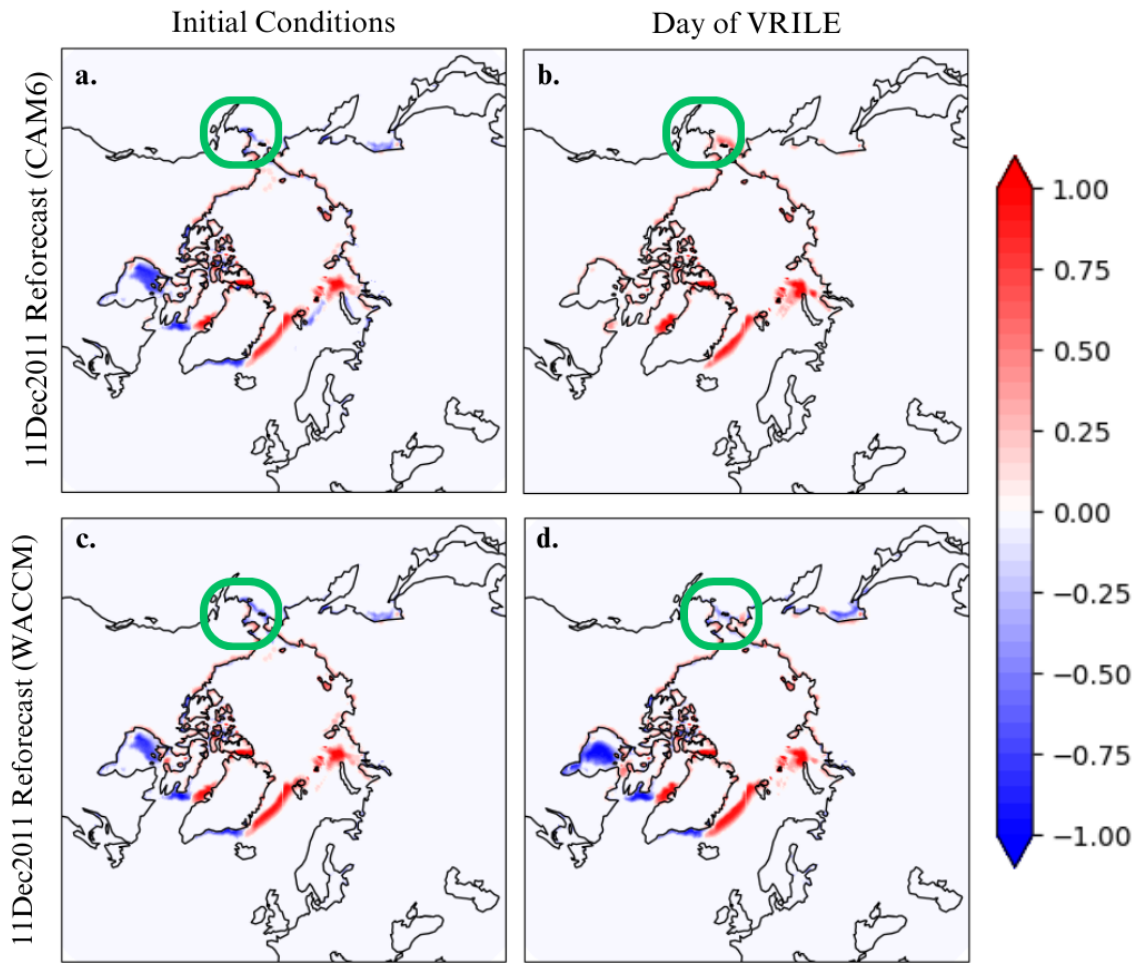 Initial Conditions
Day of VRILE
11Dec2011 Reforecast (CAM6)
a.
b.
11Dec2011 Reforecast (WACCM)
c.
d.
1.00
0.75
0.50
0.25
0.00
−0.25
−0.50
−0.75
−1.00